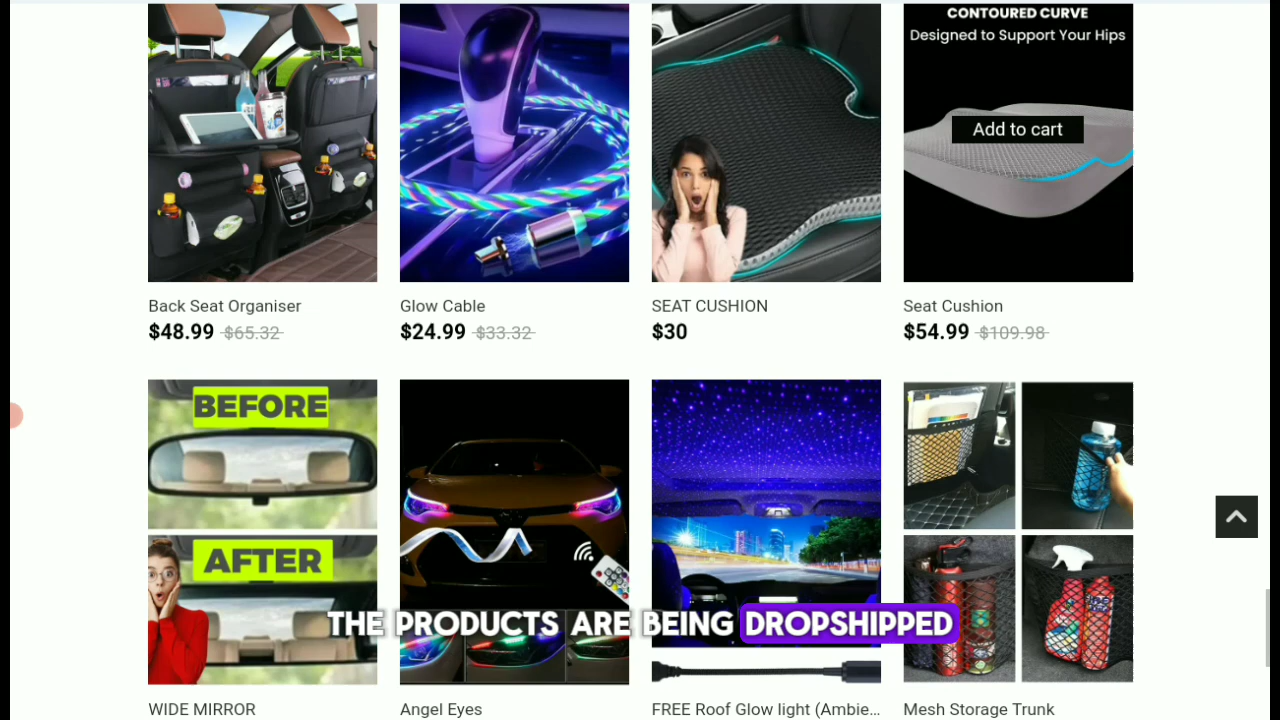 CONTOURED CURVE
Designed to Support Your Hips
Add to cart
Back Seat Organiser
$48.99 $65.32
Glow Cable
$24.99 $33.32
SEAT CUSHION
$30
Seat Cushion
$54.99 $109.98
BEFORE
AFTER
THE PRODUCTS ARE BEING DROPSHIPPED
WIDE MIRROR
Angel Eyes
FREE Roof Glow light (Ambie...
Mesh Storage Trunk